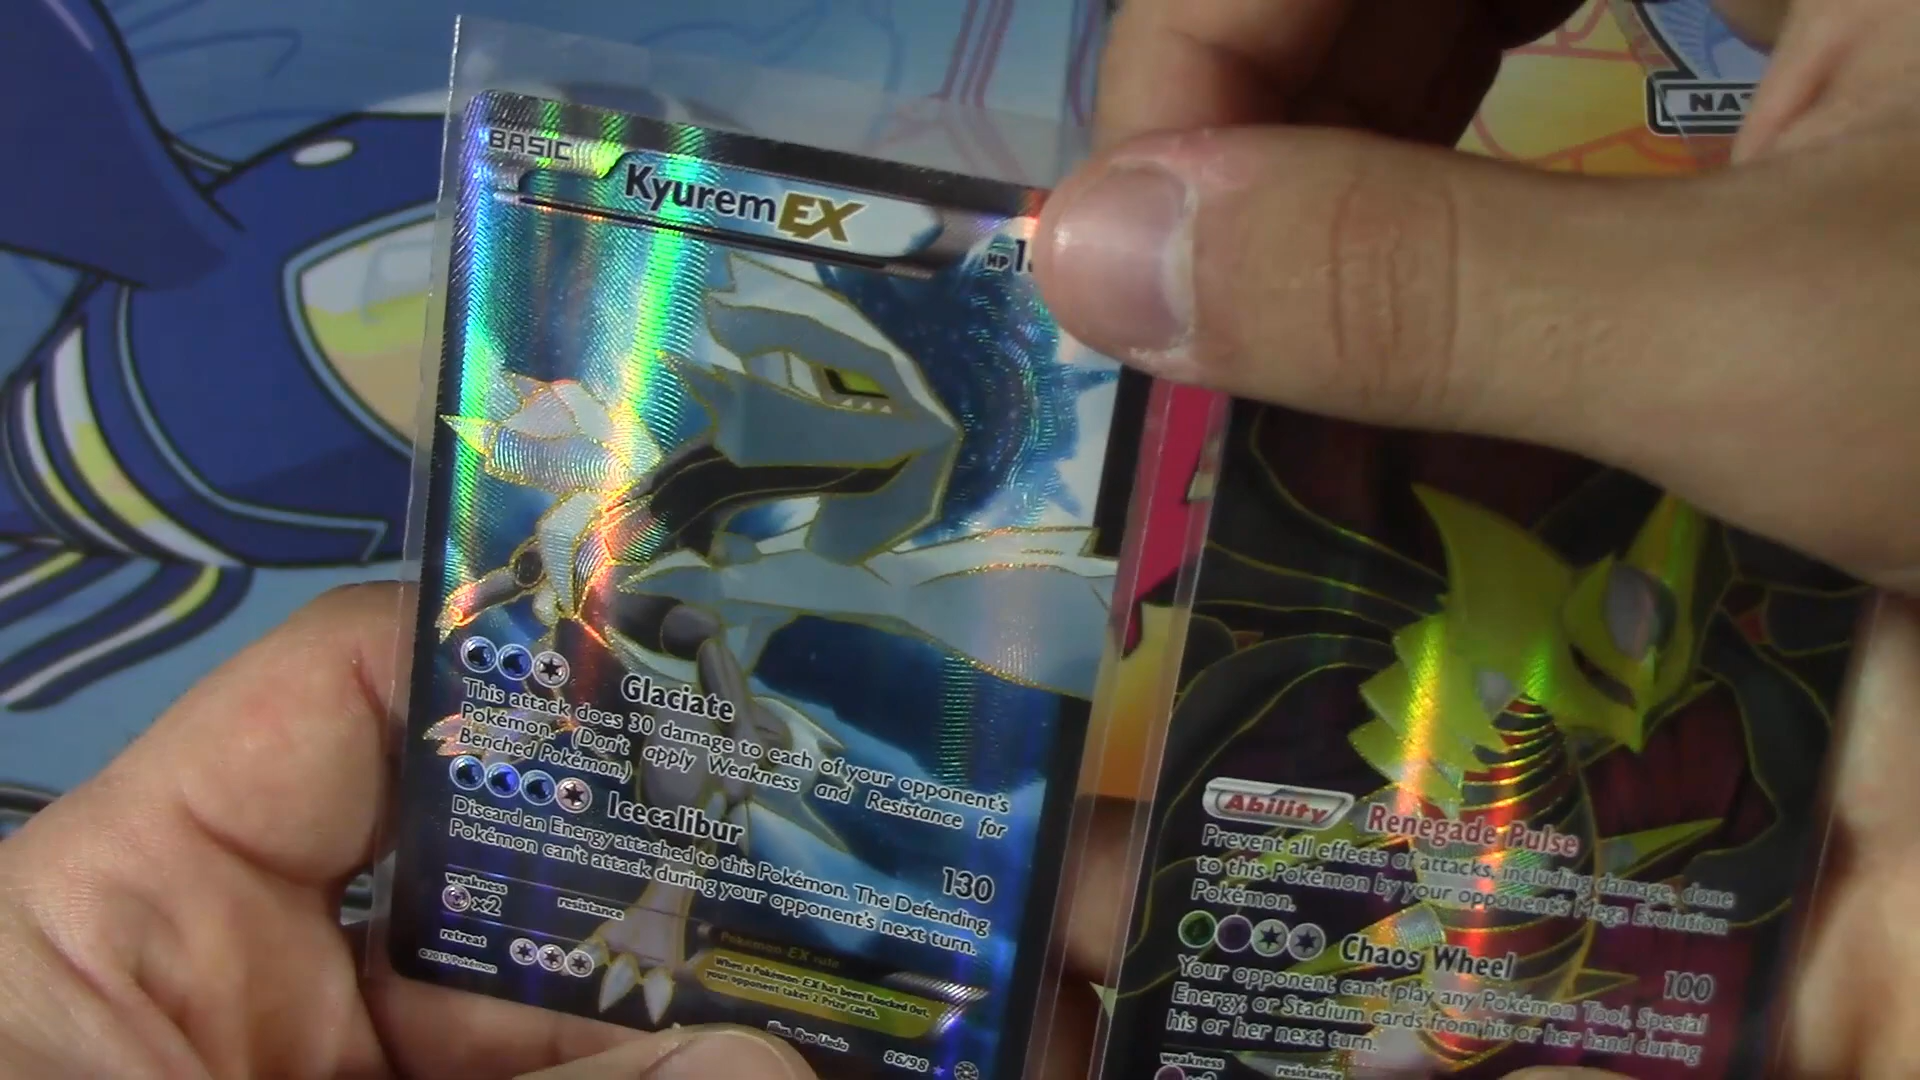 NAT
BASIC
Kyurem EX
HP 1
Glaciate
This attack does 30 damage to each of your opponent's
Pokémon. (Don't apply Weakness and Resistance for
Benched Pokémon.)
Icecalibur 130
Discard an Energy attached to this Pokémon. The Defending
Pokémon can't attack during your opponent's next turn.
weakness
x2
resistance
retreat
©2015 Pokémon
Pokémon-EX rule
When a Pokémon-EX has been Knocked Out,
your opponent takes 2 Prize cards.
Illus. Ryo Ueda
86/98
Ability Renegade Pulse
Prevent all effects of attacks, including damage, done
to this Pokémon by your opponent's Mega Evolution
Pokémon.
Chaos Wheel 100
Your opponent can't play any Pokémon Tool, Special
Energy, or Stadium cards from his or her hand during
his or her next turn.
weakness
resistance